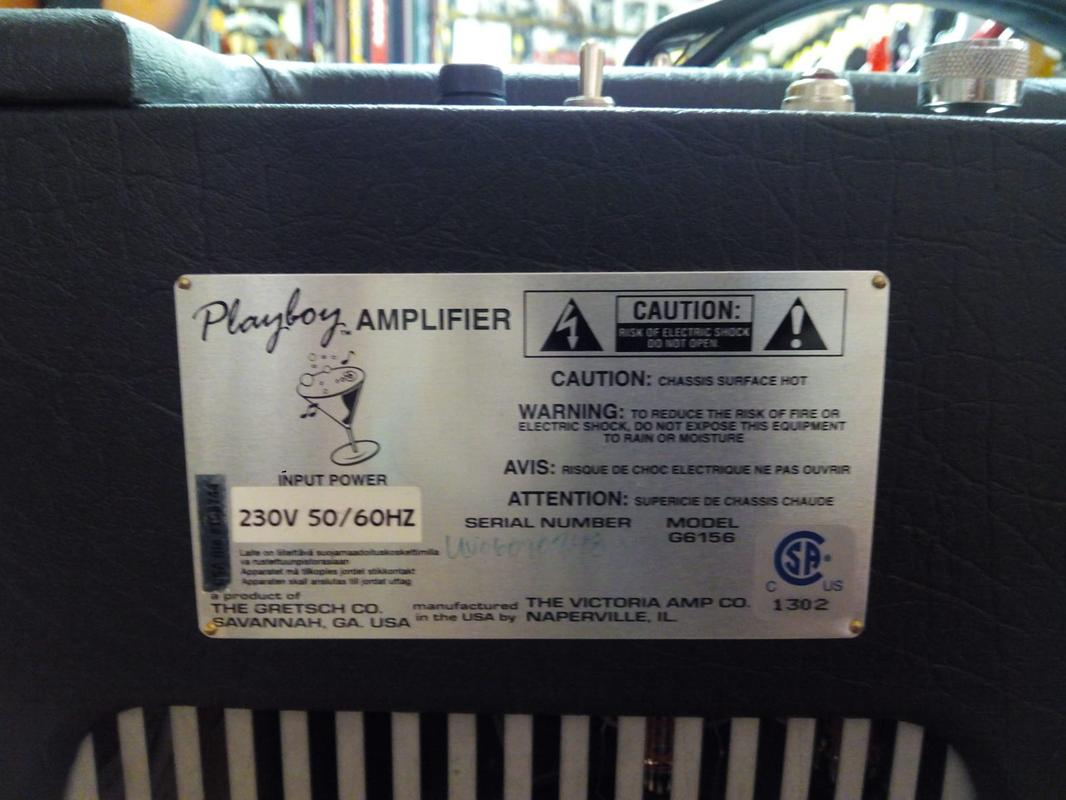 Playboy™ AMPLIFIER
CAUTION:
RISK OF ELECTRIC SHOCK
DO NOT OPEN.
CAUTION: CHASSIS SURFACE HOT
WARNING: TO REDUCE THE RISK OF FIRE OR
ELECTRIC SHOCK, DO NOT EXPOSE THIS EQUIPMENT
TO RAIN OR MOISTURE
AVIS: RISQUE DE CHOC ELECTRIQUE NE PAS OUVRIR
ATTENTION: SUPERICIE DE CHASSIS CHAUDE
INPUT POWER
230V 50/60HZ
SERIAL NUMBER
MODEL
G6156
Laite on liitettävä suojamaadoituskoskettimilla
va rustettuunpistorasiaan
Apparatet må tilkoples jordet stikkontakt
Apparaten skall anslutas till jordat uttag
a product of
THE GRETSCH CO.
SAVANNAH, GA. USA
manufactured
in the USA by
THE VICTORIA AMP CO.
NAPERVILLE, IL
SA
C US
1302